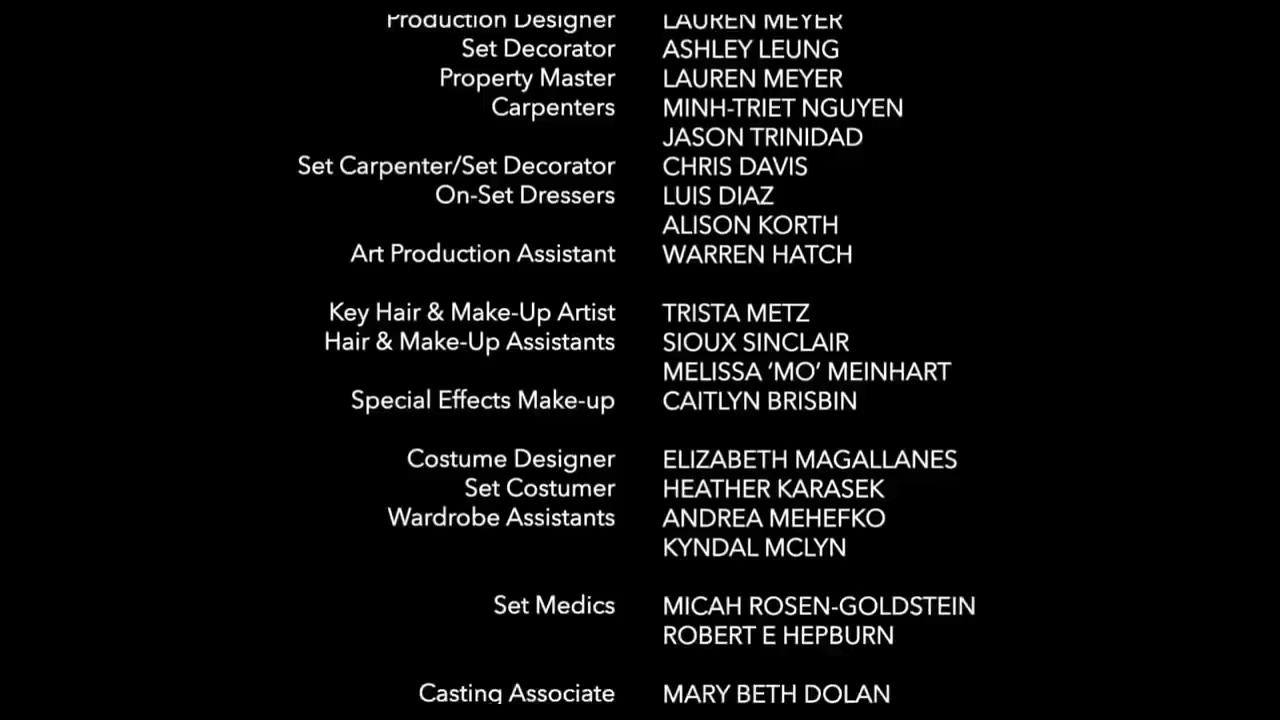 Production Designer LAUREN MEYER
Set Decorator ASHLEY LEUNG
Property Master LAUREN MEYER
Carpenters MINH-TRIET NGUYEN
JASON TRINIDAD
Set Carpenter/Set Decorator CHRIS DAVIS
On-Set Dressers LUIS DIAZ
ALISON KORTH
Art Production Assistant WARREN HATCH
Key Hair & Make-Up Artist TRISTA METZ
Hair & Make-Up Assistants SIOUX SINCLAIR
MELISSA ‘MO’ MEINHART
Special Effects Make-up CAITLYN BRISBIN
Costume Designer ELIZABETH MAGALLANES
Set Costumer HEATHER KARASEK
Wardrobe Assistants ANDREA MEHEFKO
KYNDAL MCLYN
Set Medics MICAH ROSEN-GOLDSTEIN
ROBERT E HEPBURN
Casting Associate MARY BETH DOLAN